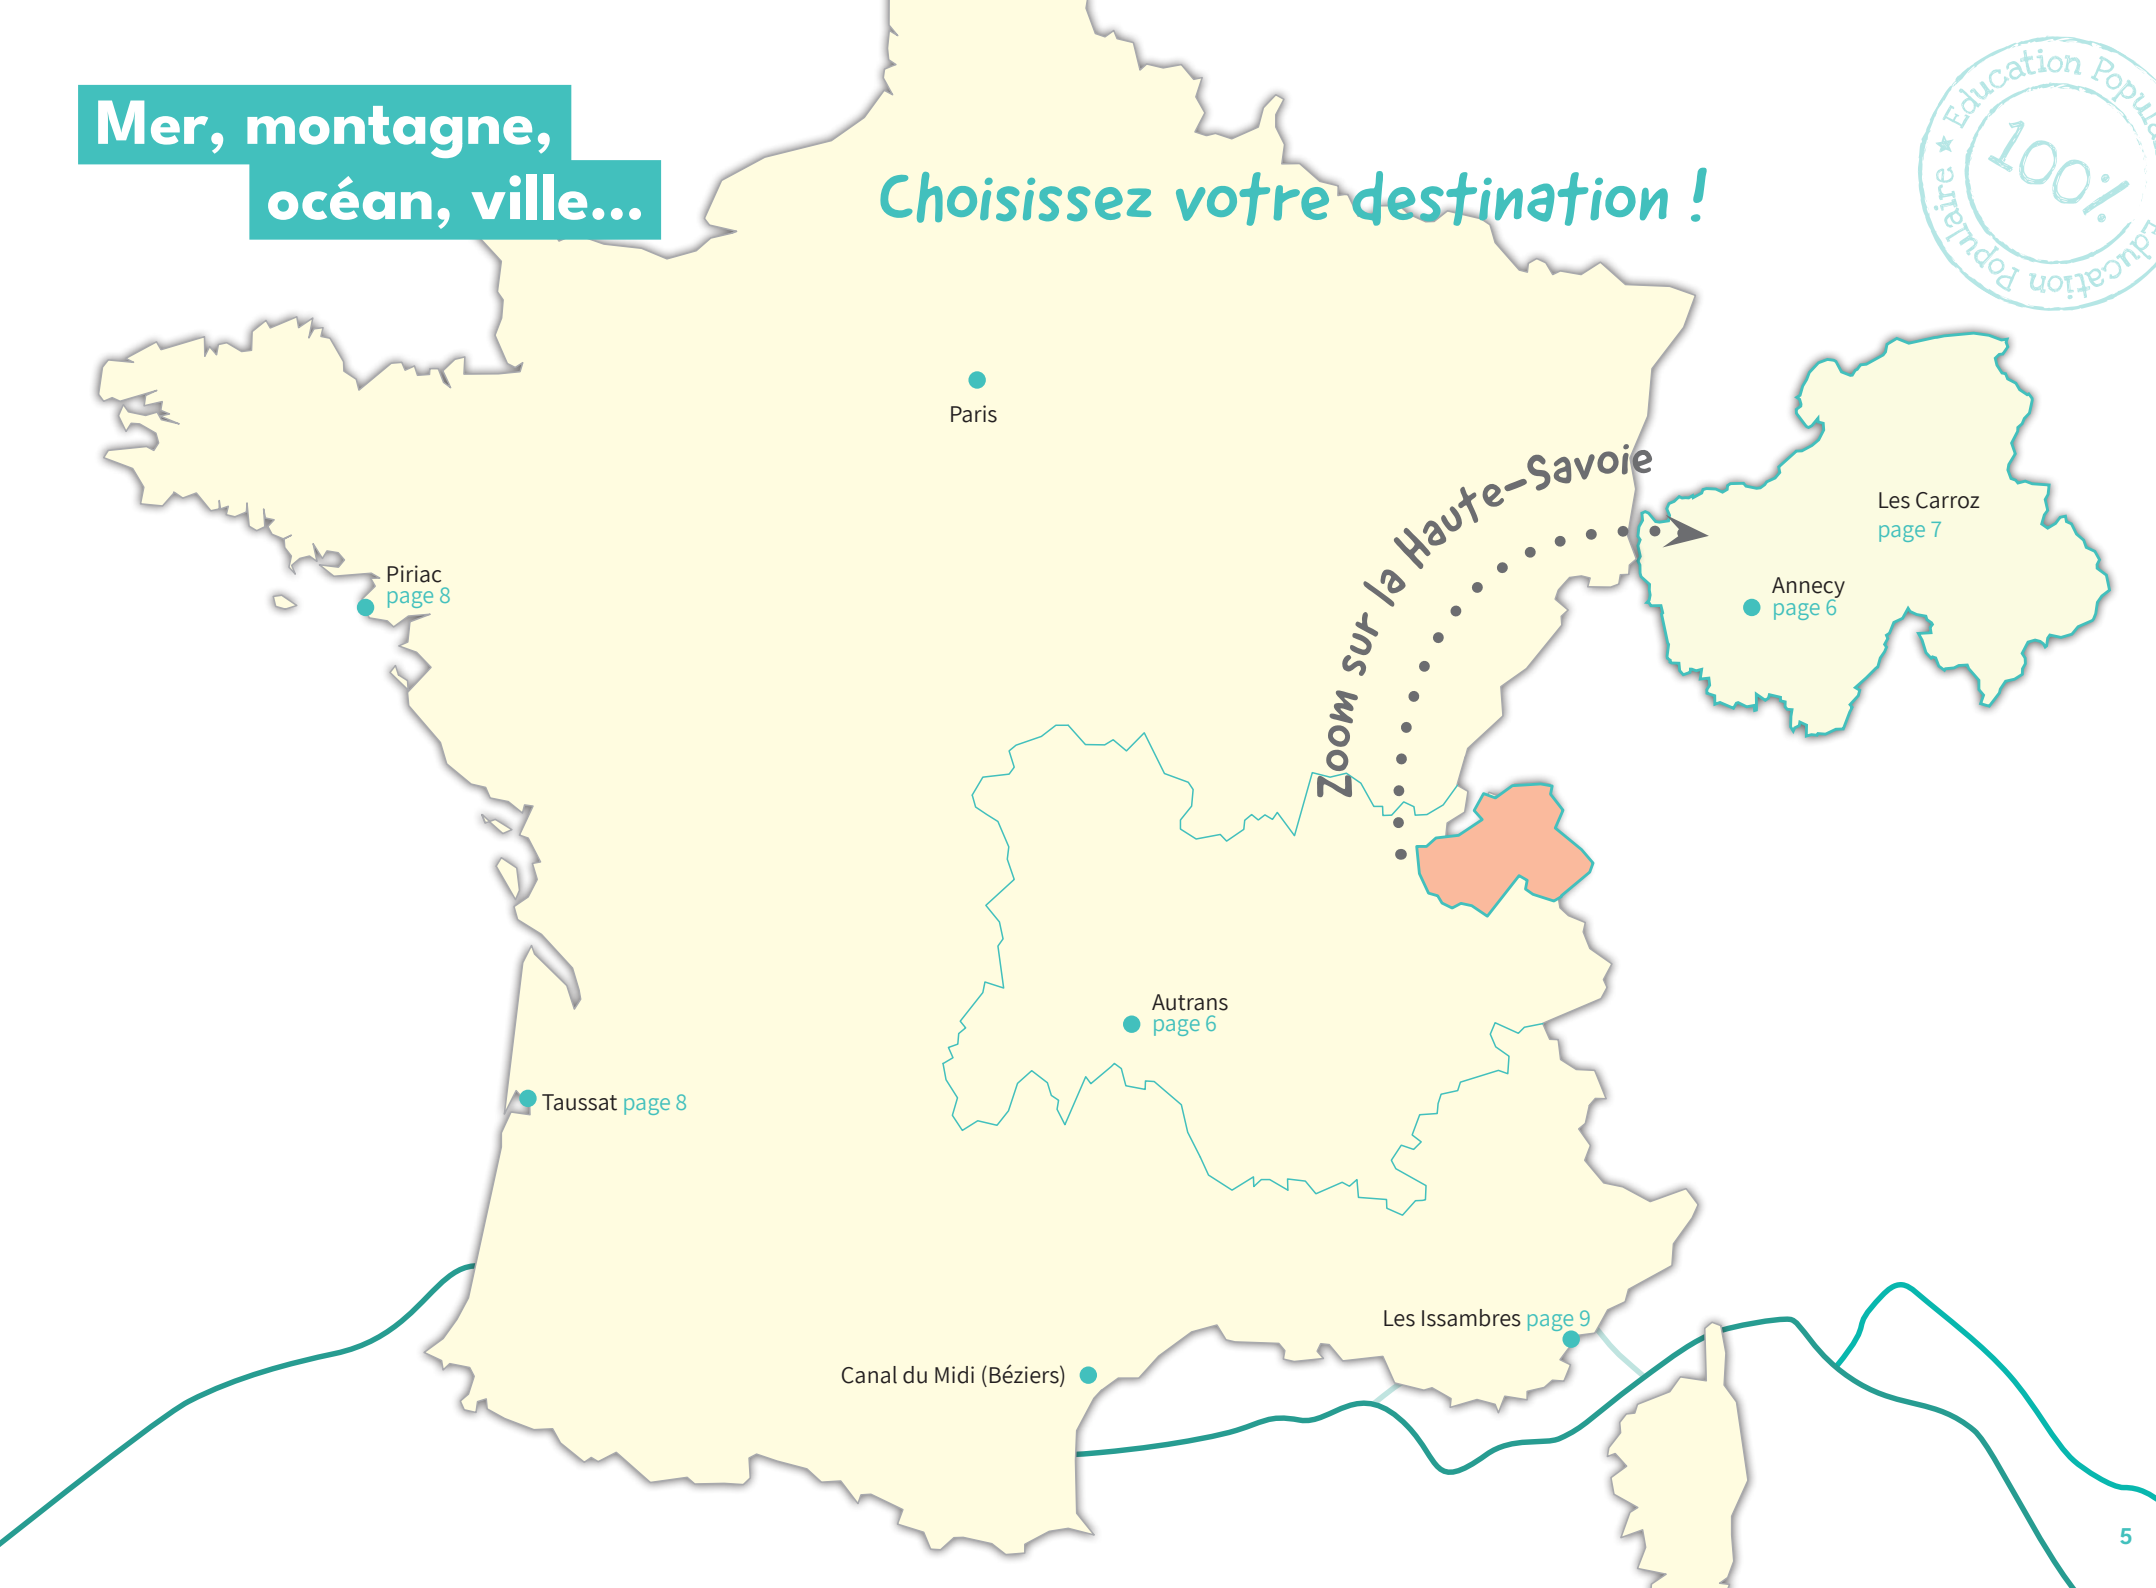 Mer, montagne,
océan, ville...
Choisissez votre destination !
★ Education Populaire
Education Populaire
100%
Paris
Zoom sur la Haute-Savoie
Les Carroz
page 7
Annecy
page 6
Piriac
page 8
Autrans
page 6
Taussat page 8
Les Issambres page 9
Canal du Midi (Béziers)
5